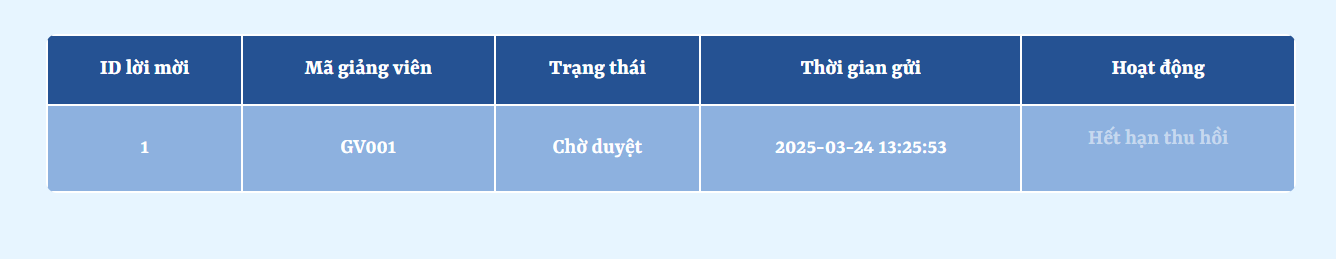 ID lời mời Mã giảng viên Trạng thái Thời gian gửi Hoạt động
1 GV001 Chờ duyệt 2025-03-24 13:25:53 Hết hạn thu hồi